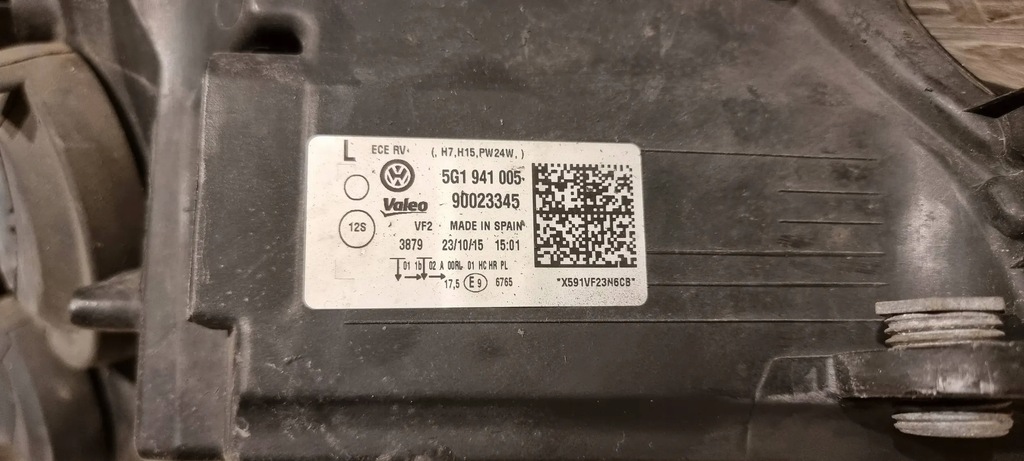 L ECE RV• (, H7,H15,PW24W, )
5G1 941 005
Valeo 90023345
12S VF2 MADE IN SPAIN
3879 23/10/15 15:01
01 1b 02 A 00RL 01 HC HR PL
17,5 E9 6765
*X591VF23N6CB*